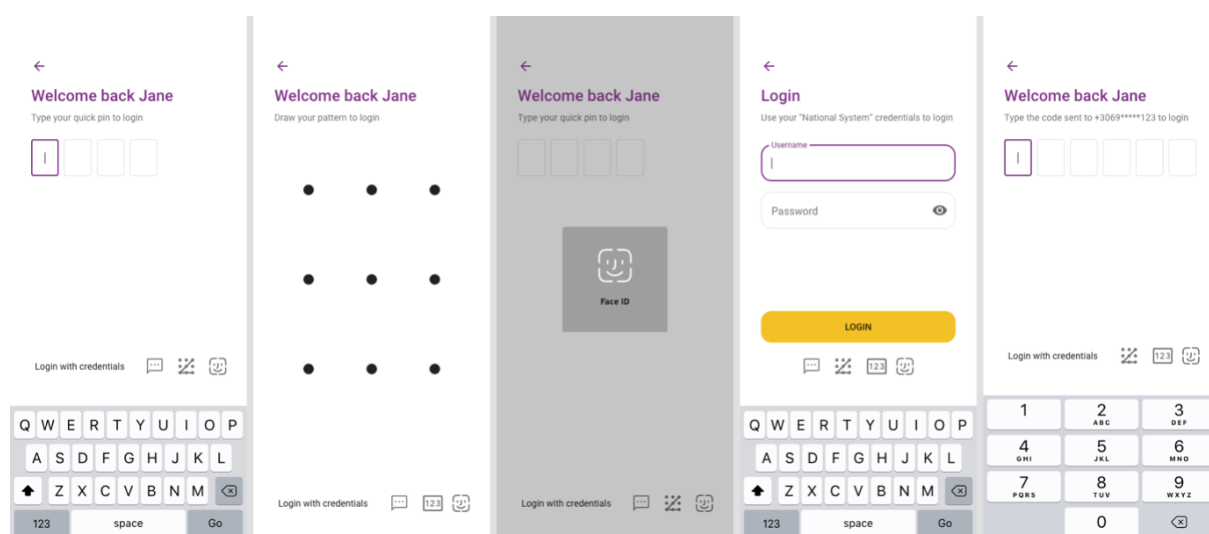 Welcome back Jane
Type your quick pin to login
Login with credentials
123
Q W E R T Y U I O P
A S D F G H J K L
Z X C V B N M
123 space Go
Welcome back Jane
Draw your pattern to login
Login with credentials 123
Welcome back Jane
Type your quick pin to login
Face ID
Login with credentials
Login
Use your "National System" credentials to login
Username
Password
LOGIN
123
Q W E R T Y U I O P
A S D F G H J K L
Z X C V B N M
123 space Go
Welcome back Jane
Type the code sent to +3069*****123 to login
Login with credentials 123
1 2 3
ABC DEF
4 5 6
GHI JKL MNO
7 8 9
PQRS TUV WXYZ
0